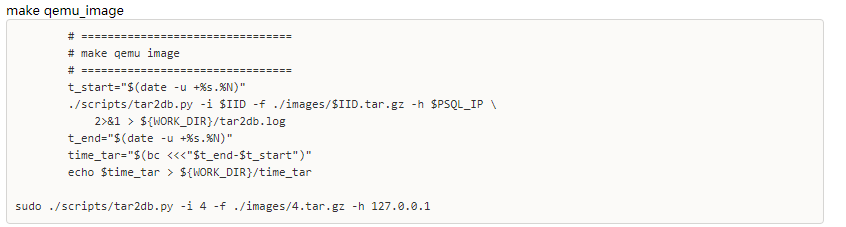 make qemu_image
# ================================
# make qemu image
# ================================
t_start="$(date -u +%s.%N)"
./scripts/tar2db.py -i $IID -f ./images/$IID.tar.gz -h $PSQL_IP \
2>&1 > ${WORK_DIR}/tar2db.log
t_end="$(date -u +%s.%N)"
time_tar="$(bc <<<"$t_end-$t_start")"
echo $time_tar > ${WORK_DIR}/time_tar
sudo ./scripts/tar2db.py -i 4 -f ./images/4.tar.gz -h 127.0.0.1